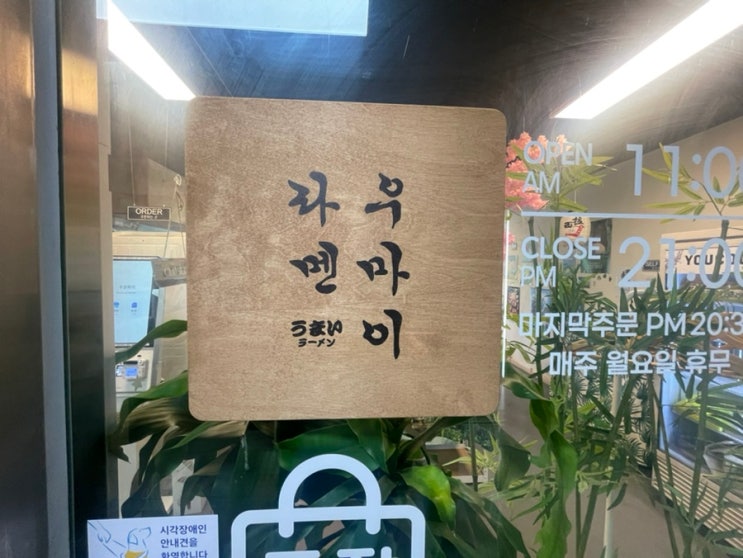 우마이
라멘
うまい
ラーメン
ORDER
OPEN
AM
11:0
CLOSE
PM
21:00
마지막주문 PM 20:3
매주 월요일 휴무
YOU
시각장애인
안내견을
환영합니다